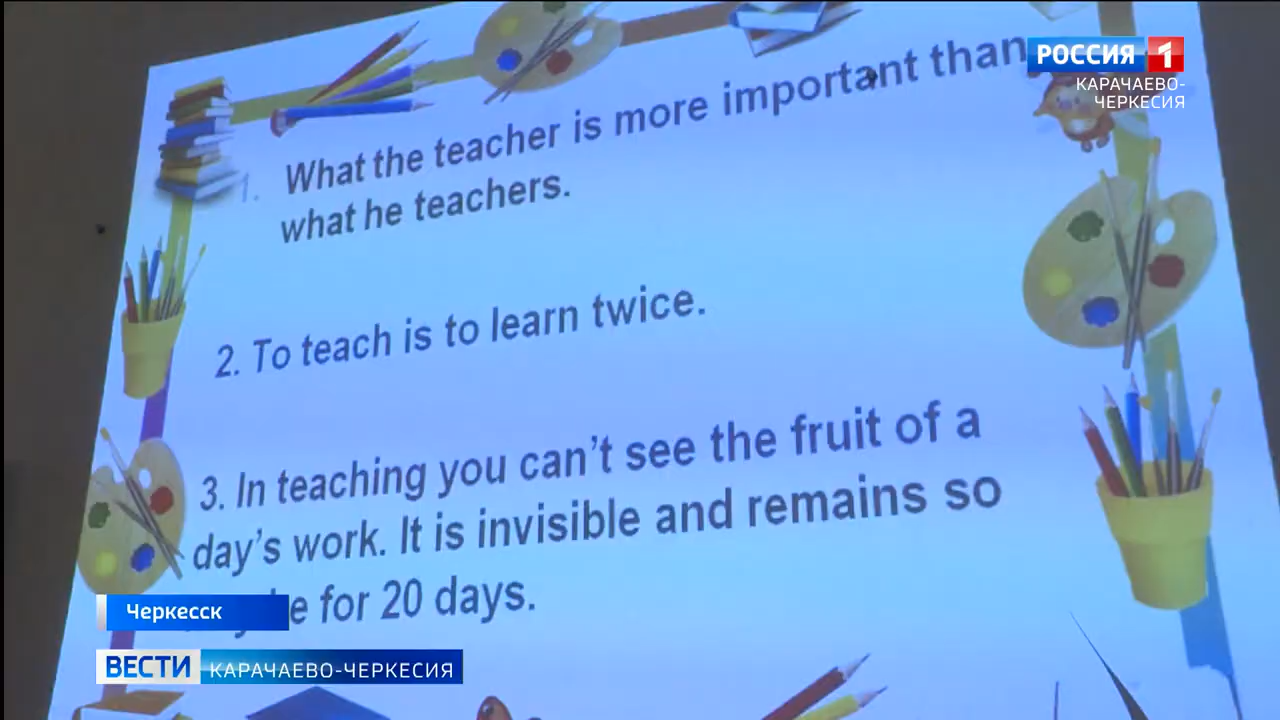 РОССИЯ 1
КАРАЧАЕВО-
ЧЕРКЕСИЯ
1. What the teacher is more important than
what he teachers.
2. To teach is to learn twice.
3. In teaching you can't see the fruit of a
day's work. It is invisible and remains so
for 20 days.
Черкесск
ВЕСТИ КАРАЧАЕВО-ЧЕРКЕСИЯ